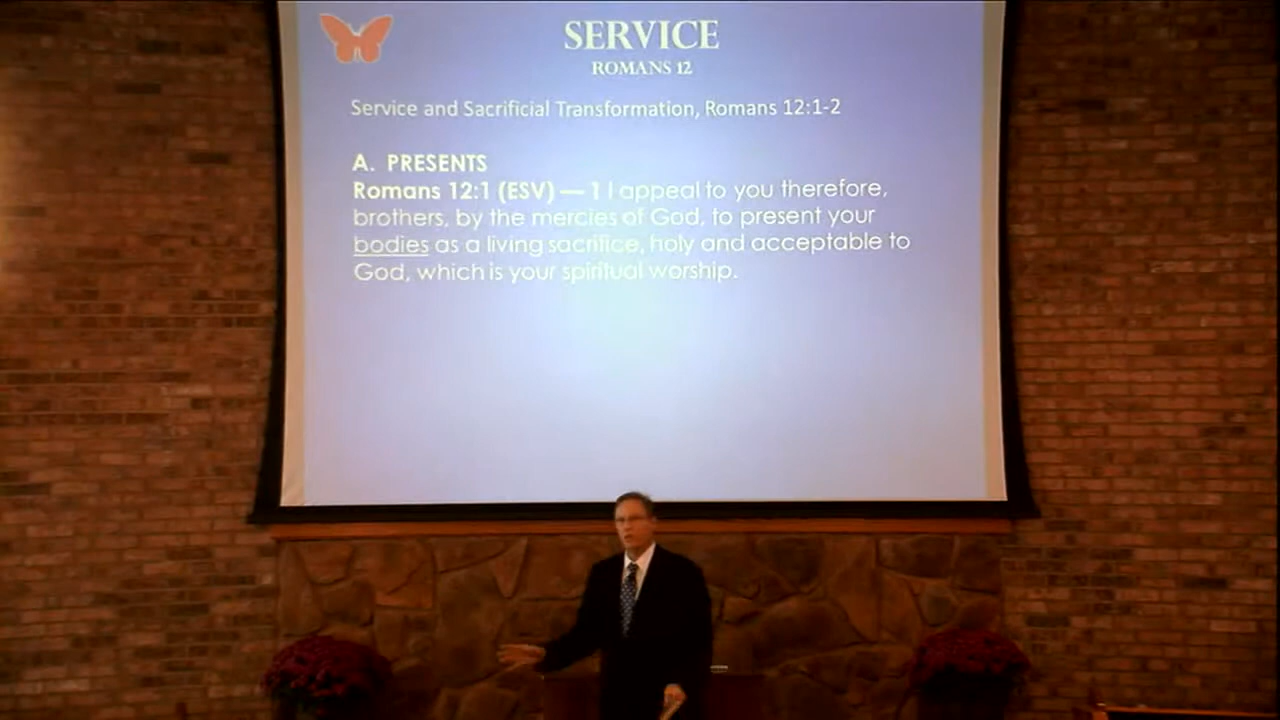 SERVICE
ROMANS 12
Service and Sacrificial Transformation, Romans 12:1-2
A. PRESENTS
Romans 12:1 (ESV) — 1 I appeal to you therefore,
brothers, by the mercies of God, to present your
bodies as a living sacrifice, holy and acceptable to
God, which is your spiritual worship.